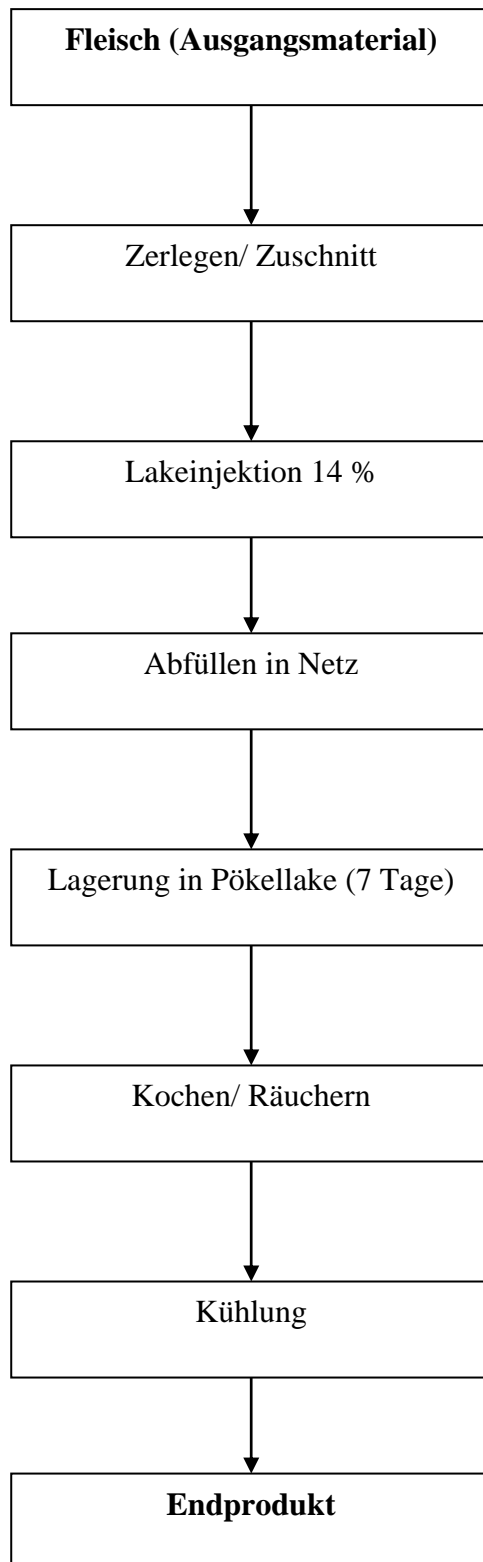 Fleisch (Ausgangsmaterial)
Zerlegen/ Zuschnitt
Lakeinjektion 14 %
Abfüllen in Netz
Lagerung in Pökellake (7 Tage)
Kochen/ Räuchern
Kühlung
Endprodukt